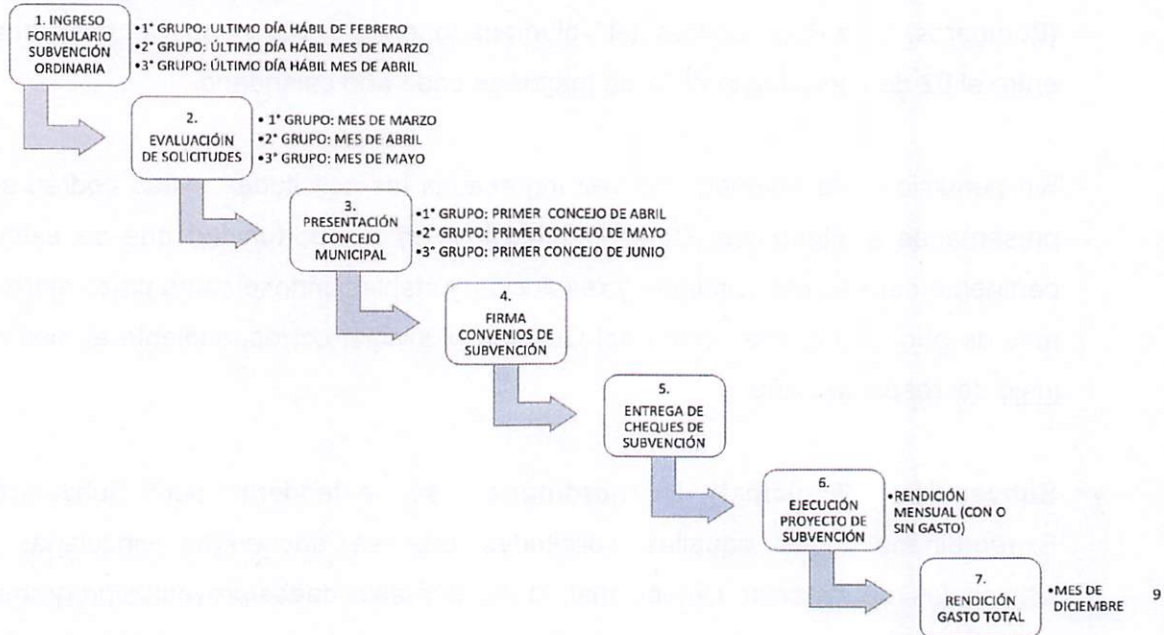 1. INGRESO
FORMULARIO
SUBVENCIÓN
ORDINARIA
•1° GRUPO: ULTIMO DÍA HÁBIL MES DE FEBRERO
•2° GRUPO: ÚLTIMO DÍA HÁBIL MES DE MARZO
•3° GRUPO: ÚLTIMO DÍA HÁBIL MES DE ABRIL
2.
EVALUACIÓIN
DE SOLICITUDES
• 1° GRUPO: MES DE MARZO
•2° GRUPO: MES DE ABRIL
•3° GRUPO: MES DE MAYO
3.
PRESENTACIÓN
CONCEJO
MUNICIPAL
•1° GRUPO: PRIMER CONCEJO DE ABRIL
•2° GRUPO: PRIMER CONCEJO DE MAYO
•3° GRUPO: PRIMER CONCEJO DE JUNIO
4.
FIRMA
CONVENIOS DE
SUBVENCIÓN
5.
ENTREGA DE
CHEQUES DE
SUBVENCIÓN
6.
EJECUCIÓN
PROYECTO DE
SUBVENCIÓN
•RENDICIÓN
MENSUAL (CON O
SIN GASTO)
7.
RENDICIÓN
GASTO TOTAL
•MES DE
DICIEMBRE
9